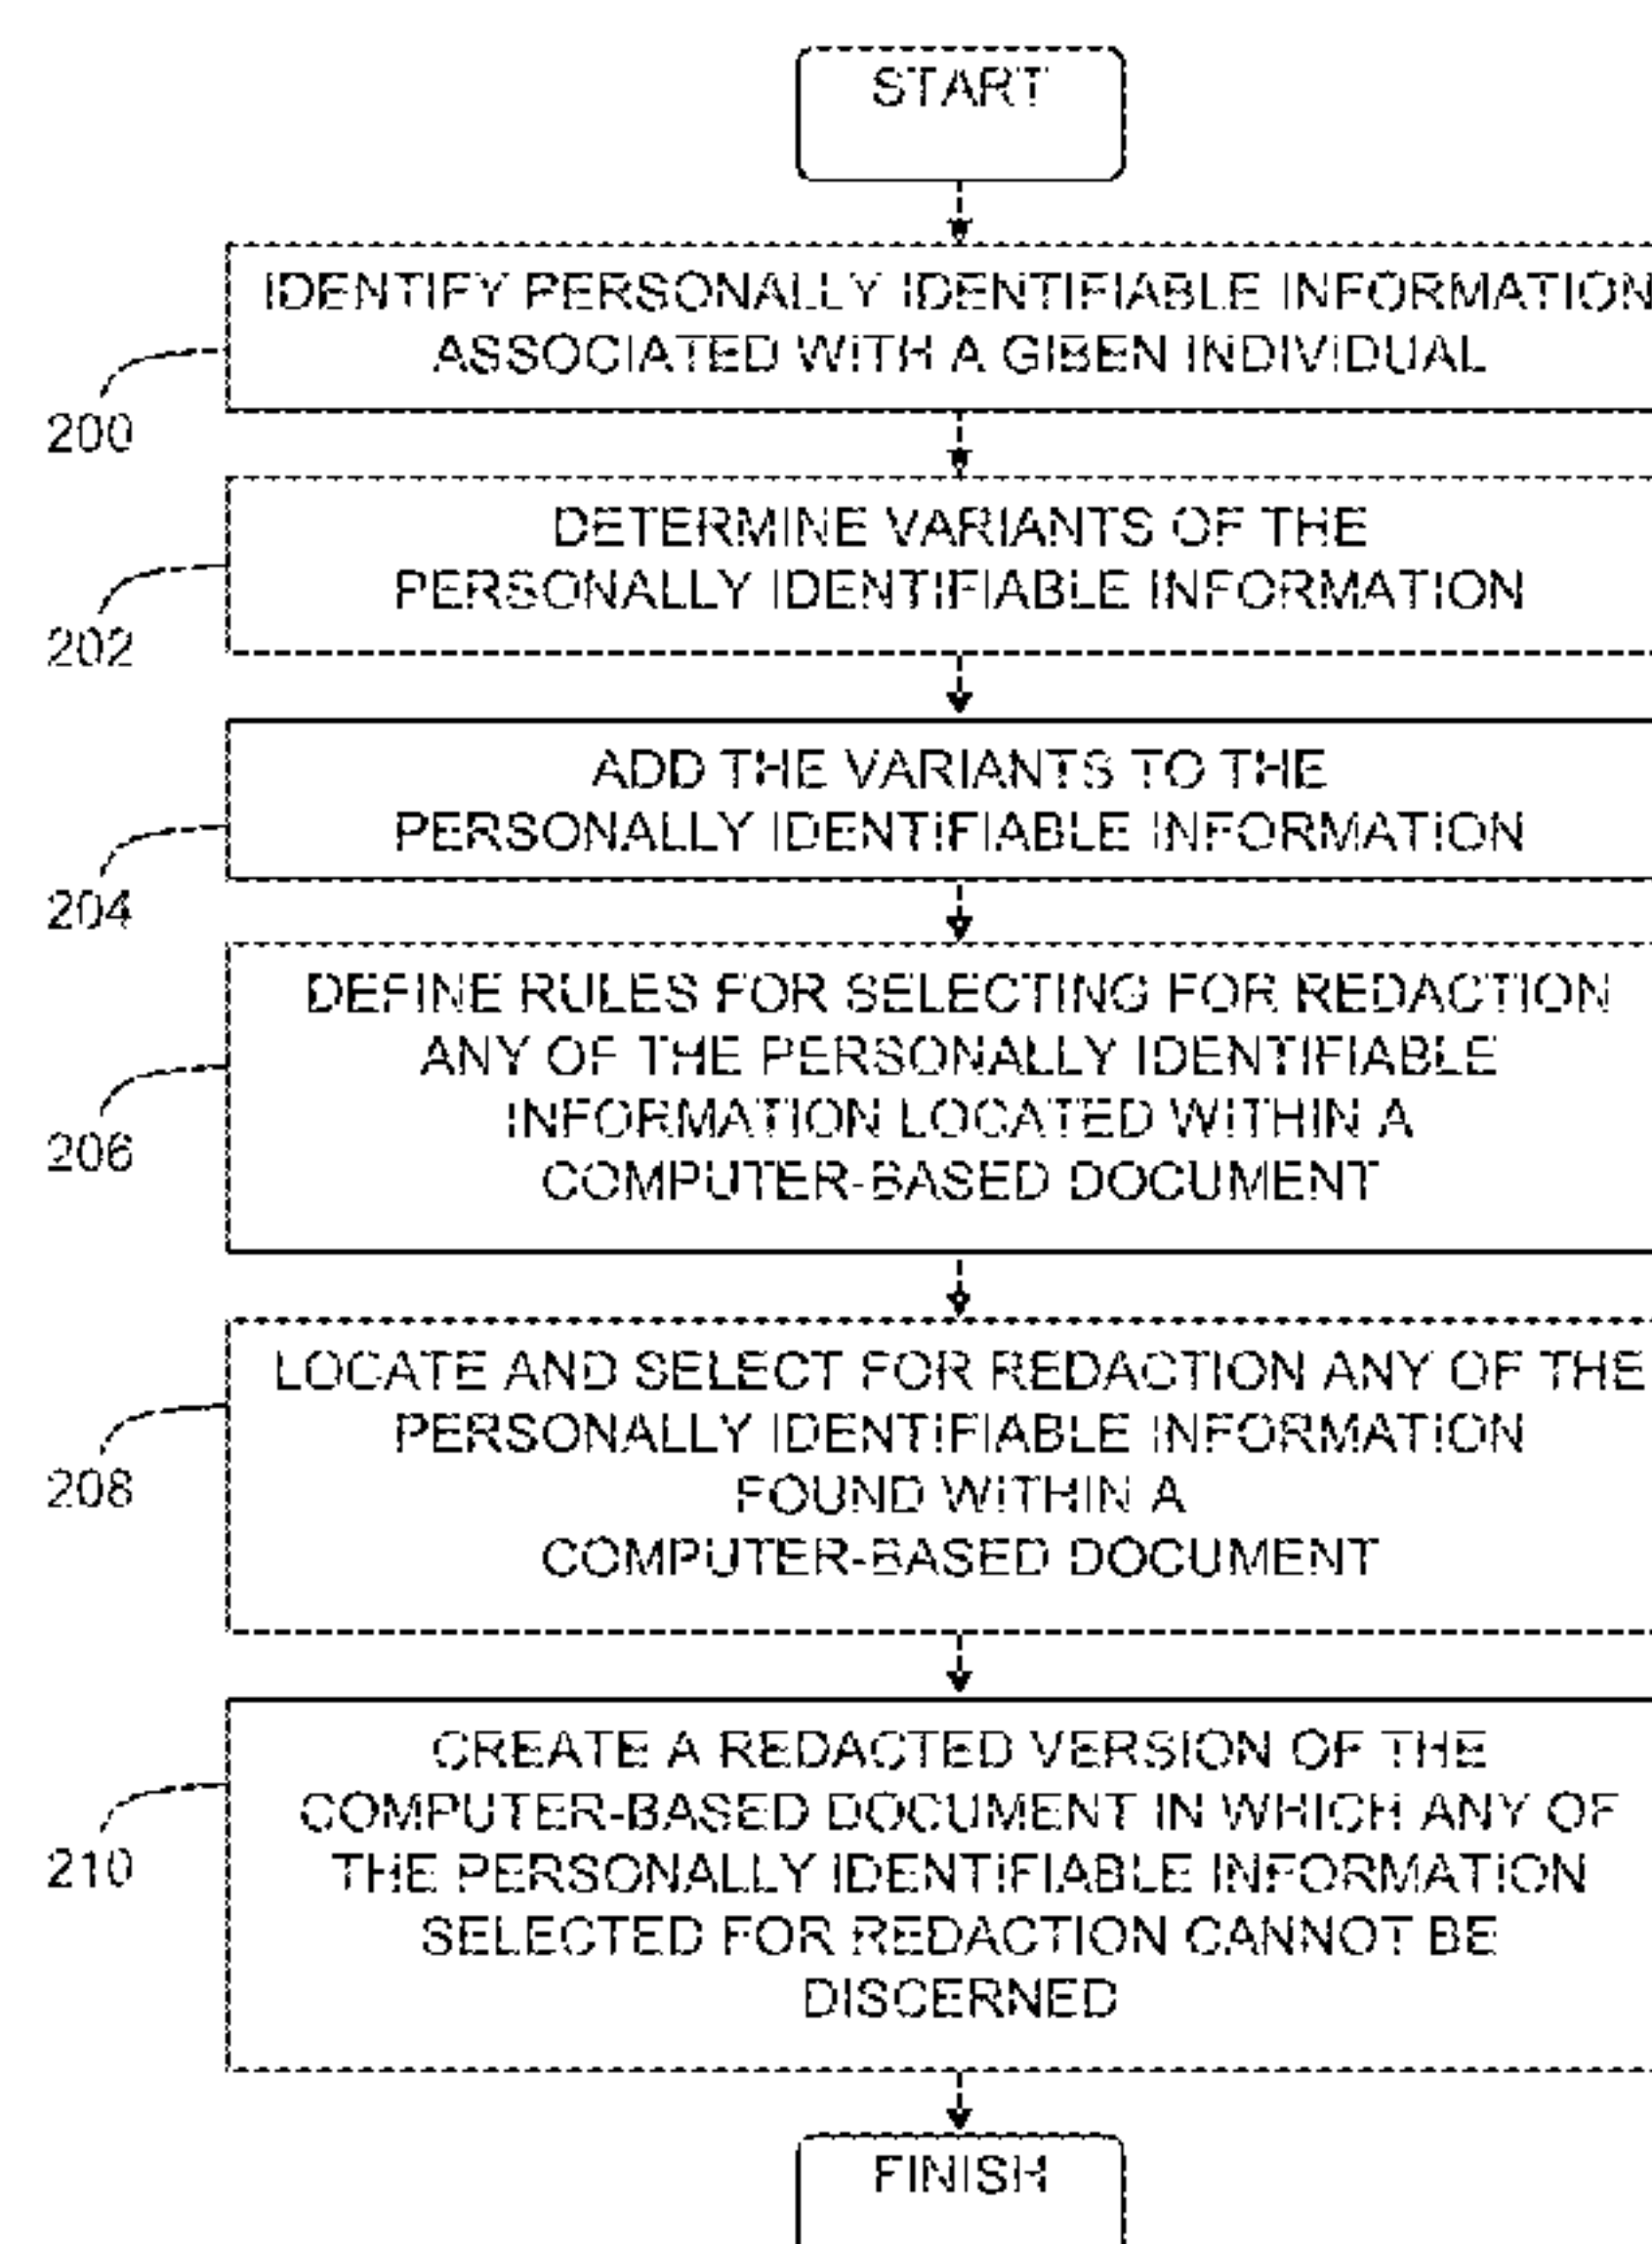 START
IDENTIFY PERSONALLY IDENTIFIABLE INFORMATION
ASSOCIATED WITH A GIBEN INDIVIDUAL
200
DETERMINE VARIANTS OF THE
PERSONALLY IDENTIFIABLE INFORMATION
202
ADD THE VARIANTS TO THE
PERSONALLY IDENTIFIABLE INFORMATION
204
DEFINE RULES FOR SELECTING FOR REDACTION
ANY OF THE PERSONALLY IDENTIFIABLE
INFORMATION LOCATED WITHIN A
COMPUTER-BASED DOCUMENT
206
LOCATE AND SELECT FOR REDACTION ANY OF THE
PERSONALLY IDENTIFIABLE INFORMATION
FOUND WITHIN A
COMPUTER-BASED DOCUMENT
208
CREATE A REDACTED VERSION OF THE
COMPUTER-BASED DOCUMENT IN WHICH ANY OF
THE PERSONALLY IDENTIFIABLE INFORMATION
SELECTED FOR REDACTION CANNOT BE
DISCERNED
210
FINISH